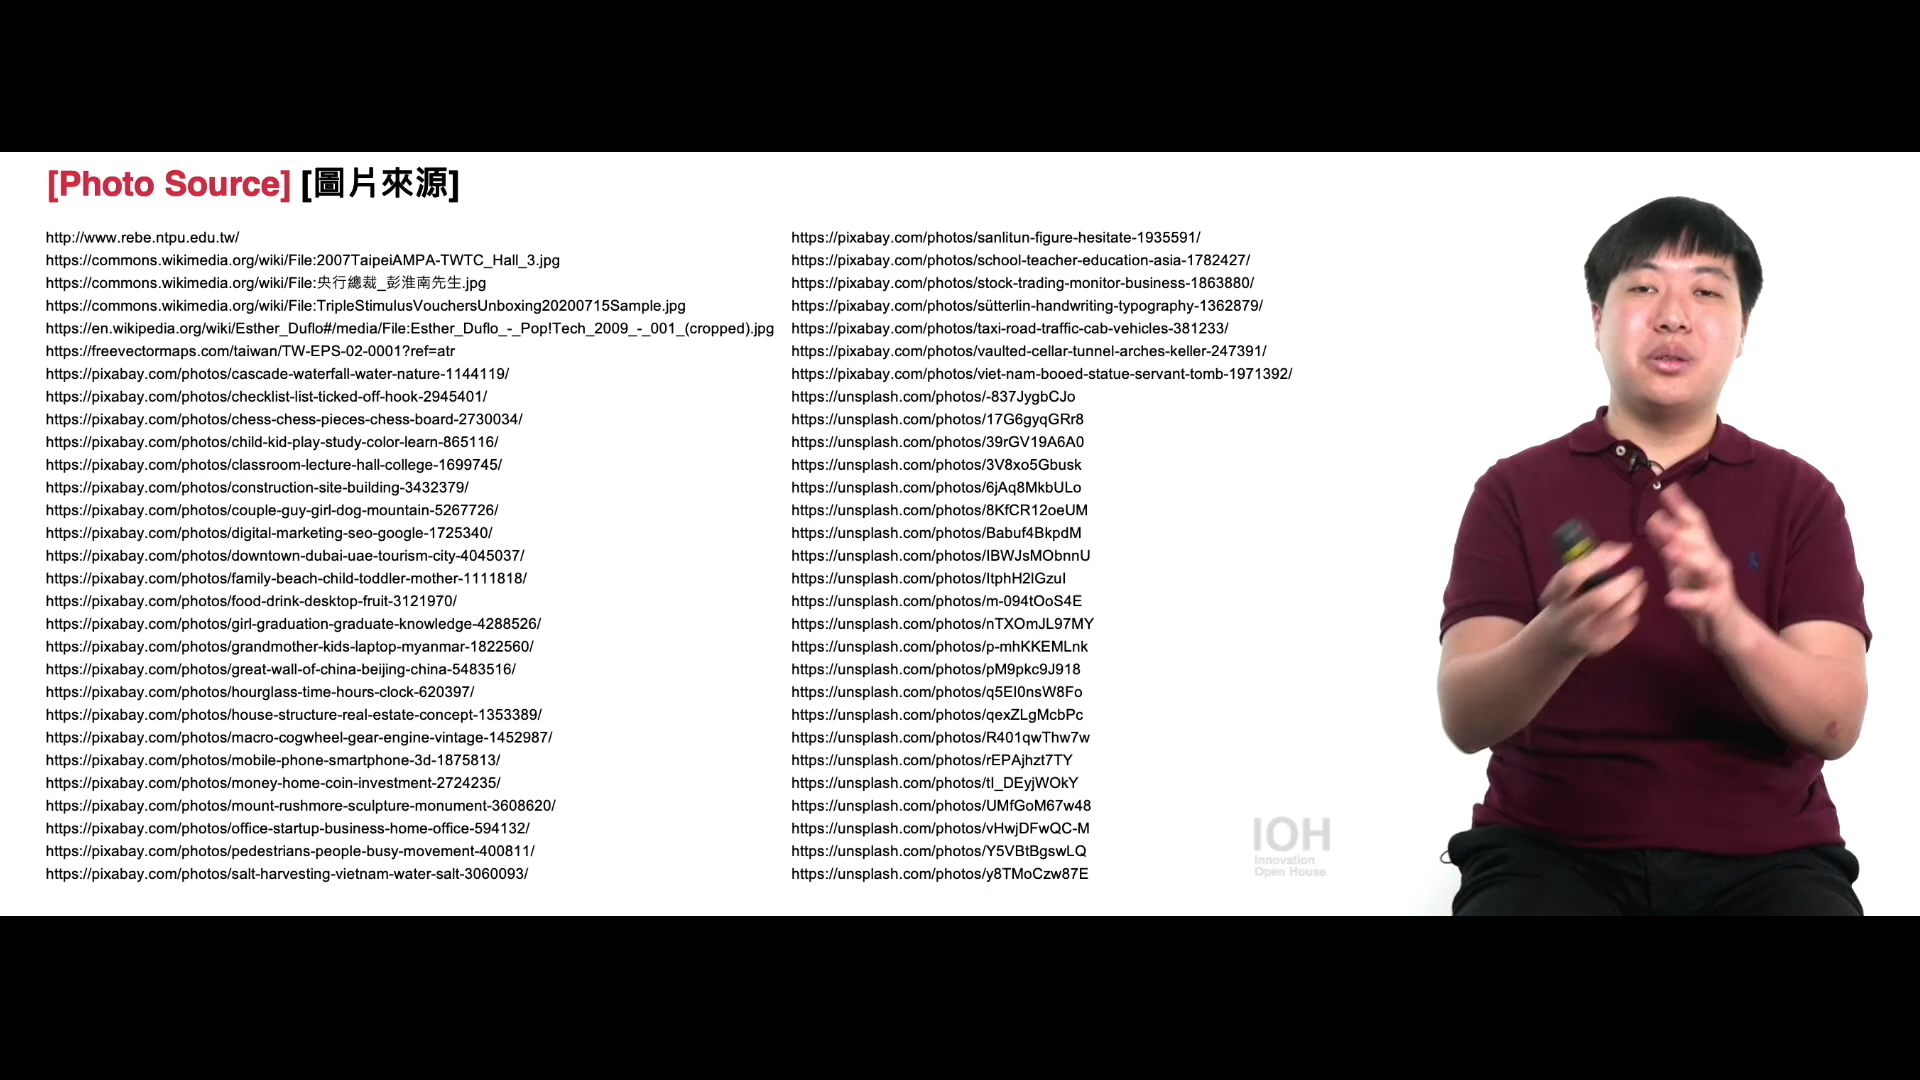 [Photo Source] [圖片來源]
http://www.rebe.ntpu.edu.tw/
https://commons.wikimedia.org/wiki/File:2007TaipeiAMPA-TWTC_Hall_3.jpg
https://commons.wikimedia.org/wiki/File:央行總裁_彭淮南先生.jpg
https://commons.wikimedia.org/wiki/File:TripleStimulusVouchersUnboxing20200715Sample.jpg
https://en.wikipedia.org/wiki/Esther_Duflo#/media/File:Esther_Duflo_-_Pop!Tech_2009_-_001_(cropped).jpg
https://freevectormaps.com/taiwan/TW-EPS-02-0001?ref=atr
https://pixabay.com/photos/cascade-waterfall-water-nature-1144119/
https://pixabay.com/photos/checklist-list-ticked-off-hook-2945401/
https://pixabay.com/photos/chess-chess-pieces-chess-board-2730034/
https://pixabay.com/photos/child-kid-play-study-color-learn-865116/
https://pixabay.com/photos/classroom-lecture-hall-college-1699745/
https://pixabay.com/photos/construction-site-building-3432379/
https://pixabay.com/photos/couple-guy-girl-dog-mountain-5267726/
https://pixabay.com/photos/digital-marketing-seo-google-1725340/
https://pixabay.com/photos/downtown-dubai-uae-tourism-city-4045037/
https://pixabay.com/photos/family-beach-child-toddler-mother-1111818/
https://pixabay.com/photos/food-drink-desktop-fruit-3121970/
https://pixabay.com/photos/girl-graduation-graduate-knowledge-4288526/
https://pixabay.com/photos/grandmother-kids-laptop-myanmar-1822560/
https://pixabay.com/photos/great-wall-of-china-beijing-china-5483516/
https://pixabay.com/photos/hourglass-time-hours-clock-620397/
https://pixabay.com/photos/house-structure-real-estate-concept-1353389/
https://pixabay.com/photos/macro-cogwheel-gear-engine-vintage-1452987/
https://pixabay.com/photos/mobile-phone-smartphone-3d-1875813/
https://pixabay.com/photos/money-home-coin-investment-2724235/
https://pixabay.com/photos/mount-rushmore-sculpture-monument-3608620/
https://pixabay.com/photos/office-startup-business-home-office-594132/
https://pixabay.com/photos/pedestrians-people-busy-movement-400811/
https://pixabay.com/photos/salt-harvesting-vietnam-water-salt-3060093/
https://pixabay.com/photos/sanlitun-figure-hesitate-1935591/
https://pixabay.com/photos/school-teacher-education-asia-1782427/
https://pixabay.com/photos/stock-trading-monitor-business-1863880/
https://pixabay.com/photos/sütterlin-handwriting-typography-1362879/
https://pixabay.com/photos/taxi-road-traffic-cab-vehicles-381233/
https://pixabay.com/photos/vaulted-cellar-tunnel-arches-keller-247391/
https://pixabay.com/photos/viet-nam-booed-statue-servant-tomb-1971392/
https://unsplash.com/photos/-837JygbCJo
https://unsplash.com/photos/17G6gyqGRr8
https://unsplash.com/photos/39rGV19A6A0
https://unsplash.com/photos/3V8xo5Gbusk
https://unsplash.com/photos/6jAq8MkbULo
https://unsplash.com/photos/8KfCR12oeUM
https://unsplash.com/photos/Babuf4BkpdM
https://unsplash.com/photos/IBWJsMObnnU
https://unsplash.com/photos/ItphH2lGzuI
https://unsplash.com/photos/m-094tOoS4E
https://unsplash.com/photos/nTXOmJL97MY
https://unsplash.com/photos/p-mhKKEMLnk
https://unsplash.com/photos/pM9pkc9J918
https://unsplash.com/photos/q5EI0nsW8Fo
https://unsplash.com/photos/qexZLgMcbPc
https://unsplash.com/photos/R401qwThw7w
https://unsplash.com/photos/rEPAjhzt7TY
https://unsplash.com/photos/tl_DEyjWOkY
https://unsplash.com/photos/UMfGoM67w48
https://unsplash.com/photos/vHwjDFwQC-M
https://unsplash.com/photos/Y5VBtBgswLQ
https://unsplash.com/photos/y8TMoCzw87E
IOH
Innovation
Open House